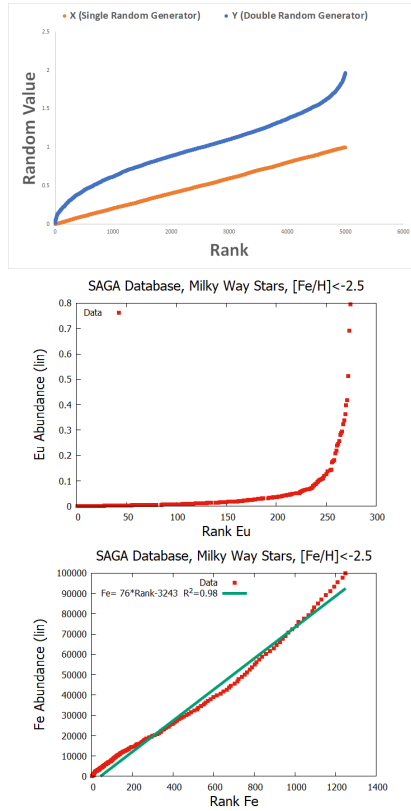 X (Single Random Generator) Y (Double Random Generator)
2.5
2
1.5
1
0.5
0
Random Value
0 1000 2000 3000 4000 5000 6000
Rank
SAGA Database, Milky Way Stars, [Fe/H]<-2.5
Data
0.8
0.7
0.6
0.5
0.4
0.3
0.2
0.1
0
Eu Abundance (lin)
0 50 100 150 200 250 300
Rank Eu
SAGA Database, Milky Way Stars, [Fe/H]<-2.5
Data
Fe= 76*Rank-3243 R²=0.98
100000
90000
80000
70000
60000
50000
40000
30000
20000
10000
0
Fe Abundance (lin)
0 200 400 600 800 1000 1200 1400
Rank Fe